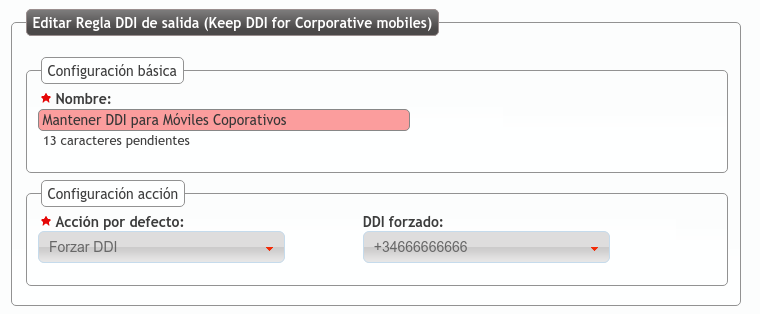 Editar Regla DDI de salida (Keep DDI for Corporative mobiles)
Configuración básica
Nombre:
Mantener DDI para Móviles Coporativos
13 caracteres pendientes
Configuración acción
Acción por defecto: DDI forzado:
Forzar DDI +34666666666